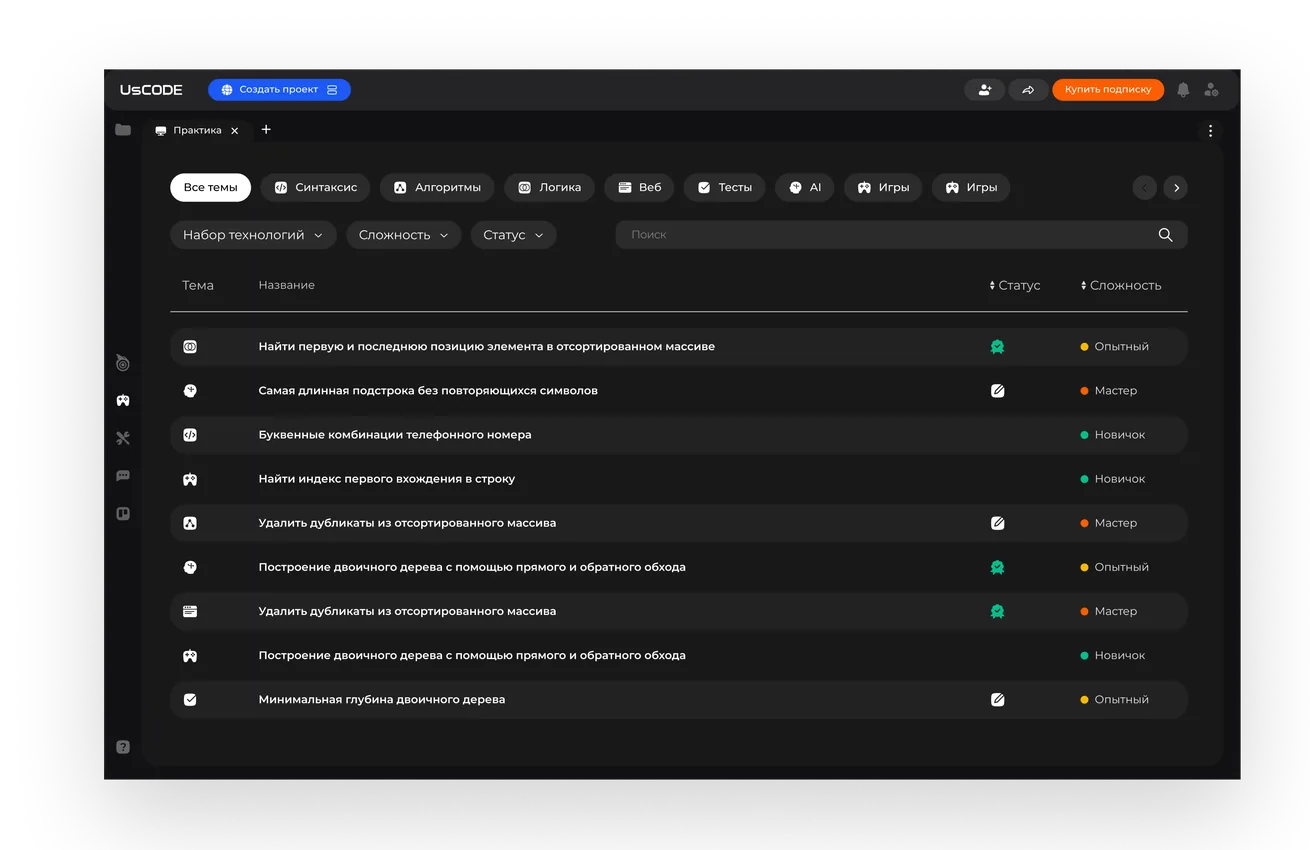 UsCODE Создать проект Купить подписку
Практика
Все темы Синтаксис Алгоритмы Логика Веб Тесты AI Игры Игры
Набор технологий Сложность Статус Поиск
Тема Название Статус Сложность
Найти первую и последнюю позицию элемента в отсортированном массиве Опытный
Самая длинная подстрока без повторяющихся символов Мастер
Буквенные комбинации телефонного номера Новичок
Найти индекс первого вхождения в строку Новичок
Удалить дубликаты из отсортированного массива Мастер
Построение двоичного дерева с помощью прямого и обратного обхода Опытный
Удалить дубликаты из отсортированного массива Мастер
Построение двоичного дерева с помощью прямого и обратного обхода Новичок
Минимальная глубина двоичного дерева Опытный